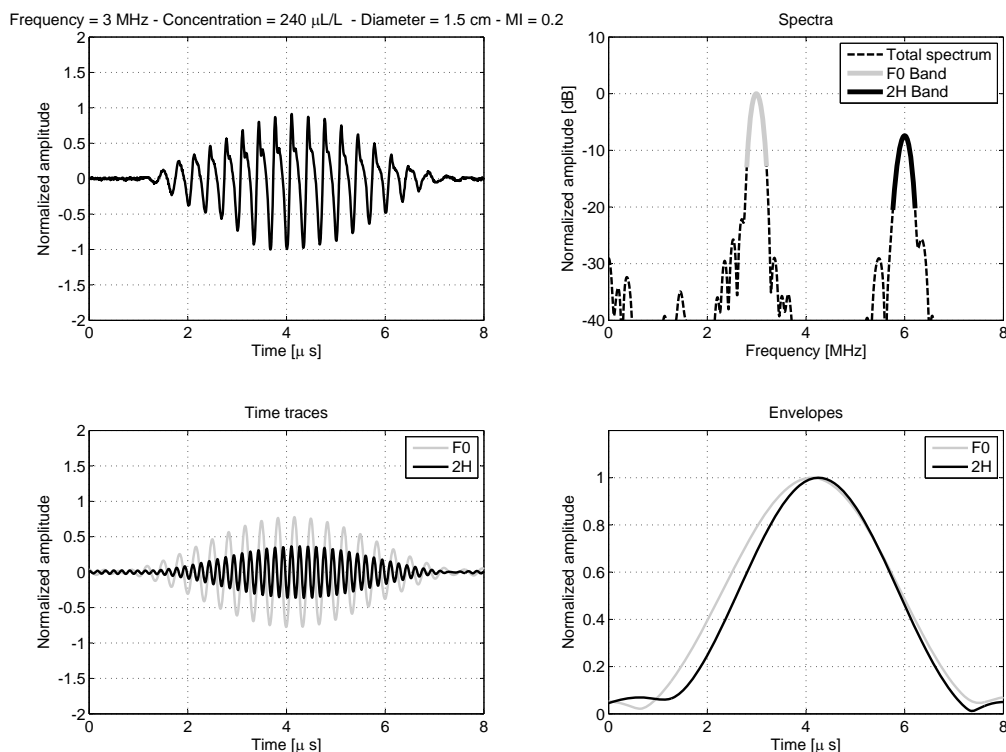 Frequency = 3 MHz - Concentration = 240 μL/L - Diameter = 1.5 cm - MI = 0.2
2
1.5
1
0.5
0
-0.5
-1
-1.5
-2
Normalized amplitude
0 2 4 6 8
Time [μ s]
Spectra
Total spectrum
F0 Band
2H Band
10
0
-10
-20
-30
-40
Normalized amplitude [dB]
0 2 4 6 8
Frequency [MHz]
Time traces
F0
2H
2
1.5
1
0.5
0
-0.5
-1
-1.5
-2
Normalized amplitude
0 2 4 6 8
Time [μ s]
Envelopes
F0
2H
1
0.8
0.6
0.4
0.2
0
Normalized amplitude
0 2 4 6 8
Time [μ s]